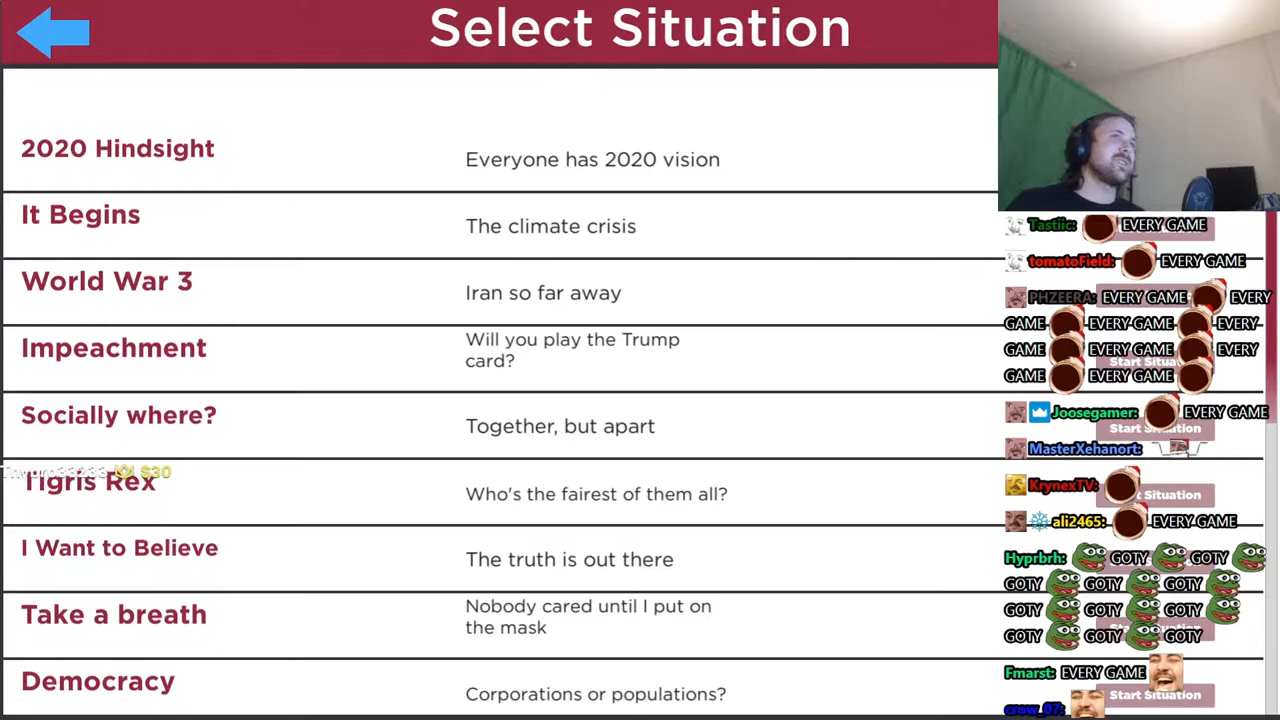 Select Situation
2020 Hindsight
Everyone has 2020 vision
It Begins
The climate crisis
World War 3
Iran so far away
Impeachment
Will you play the Trump
card?
Socially where?
Together, but apart
$30
Tigris Rex
Who's the fairest of them all?
I Want to Believe
The truth is out there
Take a breath
Nobody cared until I put on
the mask
Democracy
Corporations or populations?
Tastiic: EVERY GAME
tomatoField: EVERY GAME
PHZEERA: EVERY GAME EVERY
GAME EVERY GAME EVERY
GAME EVERY GAME EVERY
Start Situa
GAME EVERY GAME
Joosegamer: EVERY GAME
Start Situation
MasterXehanort:
KrynexTV:
Situation
ali2465: EVERY GAME
Hyprbrh: GOTY GOTY
GOTY GOTY GOTY
GOTY GOTY GOTY
GOTY GOTY GOTY
Fmarst: EVERY GAME
Start Situation
crow_07: